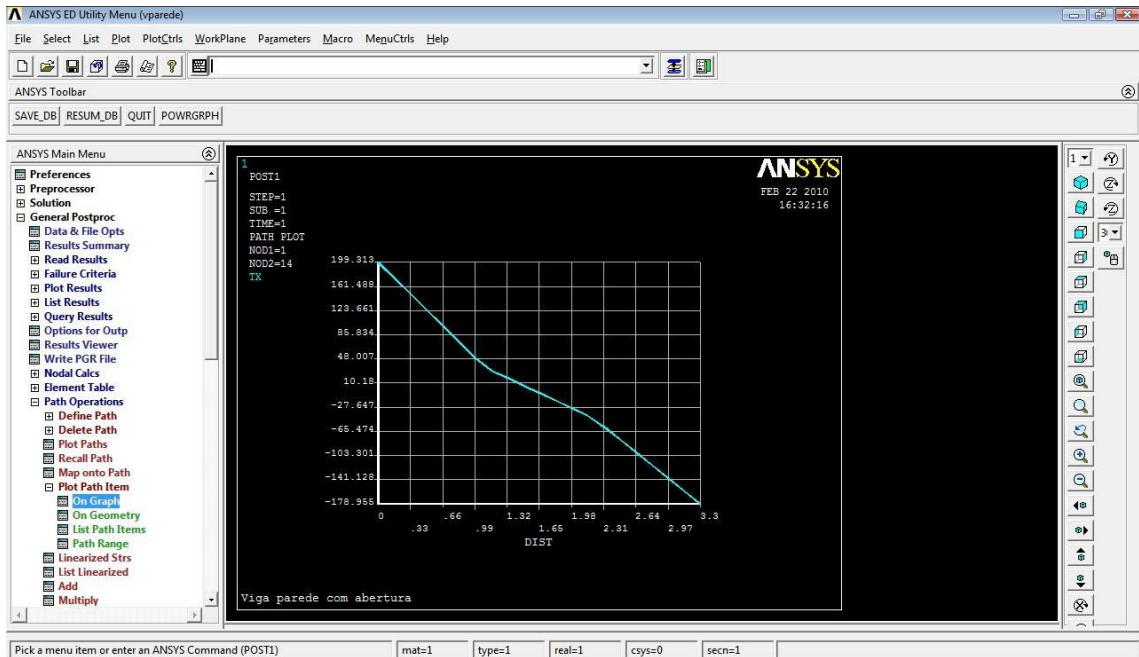 ANSYS ED Utility Menu (vparede)
File Select List Plot PlotCtrls WorkPlane Parameters Macro MenuCtrls Help
ANSYS Toolbar
SAVE_DB RESUM_DB QUIT POWRGRPH
ANSYS Main Menu
Preferences
Preprocessor
Solution
General Postproc
Data & File Opts
Results Summary
Read Results
Failure Criteria
Plot Results
List Results
Query Results
Options for Outp
Results Viewer
Write PGR File
Nodal Calcs
Element Table
Path Operations
Define Path
Delete Path
Plot Paths
Recall Path
Map onto Path
Plot Path Item
On Graph
On Geometry
List Path Items
Path Range
Linearized Strs
List Linearized
Add
Multiply
1
POST1
STEP=1
SUB =1
TIME=1
PATH PLOT
NOD1=1
NOD2=14
TX
ANSYS
FEB 22 2010
16:32:16
199.313
161.488
123.661
85.834
48.007
10.18
-27.647
-65.474
-103.301
-141.128
-178.955
0 .66 1.32 1.98 2.64 3.3
.33 .99 1.65 2.31 2.97
DIST
Viga parede com abertura
1
Pick a menu item or enter an ANSYS Command (POST1) mat=1 type=1 real=1 csys=0 secn=1